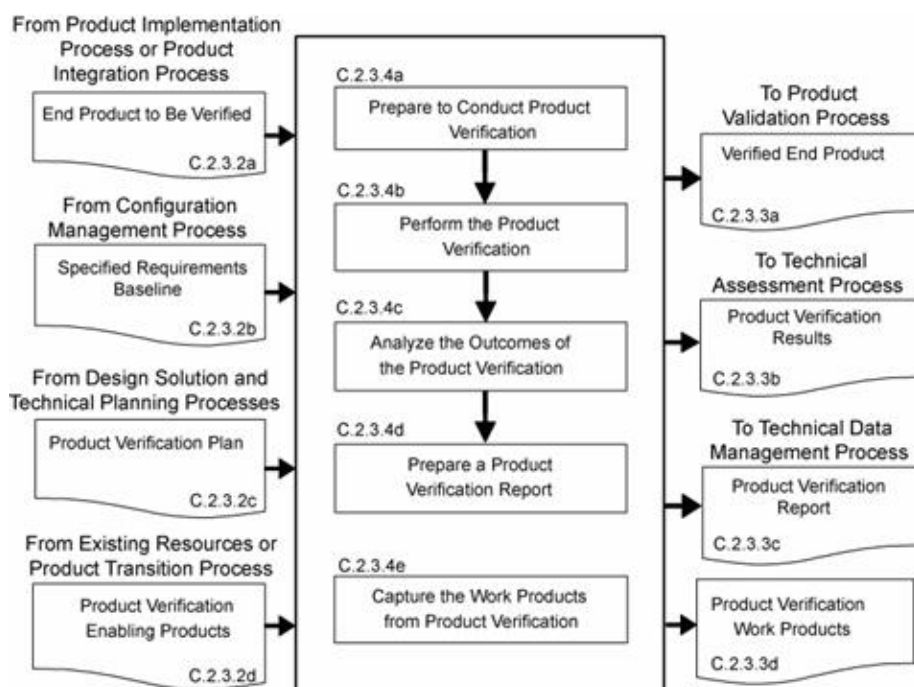 From Product Implementation
Process or Product
Integration Process
End Product to Be Verified
C.2.3.2a
From Configuration
Management Process
Specified Requirements
Baseline
C.2.3.2b
From Design Solution and
Technical Planning Processes
Product Verification Plan
C.2.3.2c
From Existing Resources or
Product Transition Process
Product Verification
Enabling Products
C.2.3.2d
C.2.3.4a
Prepare to Conduct Product
Verification
C.2.3.4b
Perform the Product
Verification
C.2.3.4c
Analyze the Outcomes of
the Product Verification
C.2.3.4d
Prepare a Product
Verification Report
C.2.3.4e
Capture the Work Products
from Product Verification
To Product
Validation Process
Verified End Product
C.2.3.3a
To Technical
Assessment Process
Product Verification
Results
C.2.3.3b
To Technical Data
Management Process
Product Verification
Report
C.2.3.3c
Product Verification
Work Products
C.2.3.3d